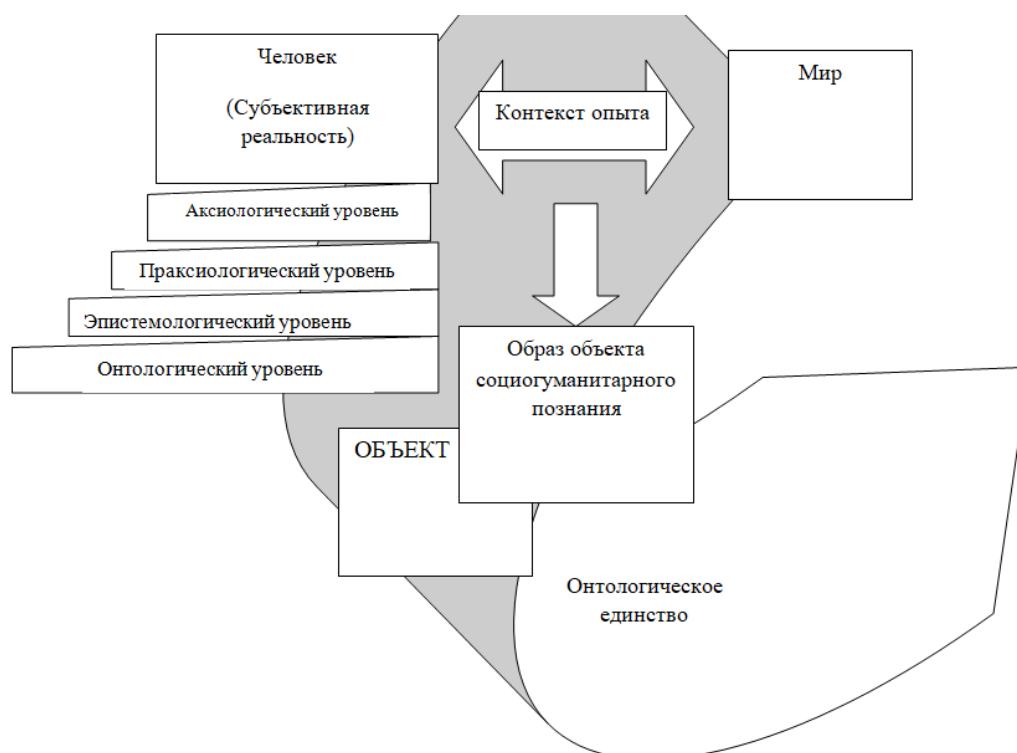 Человек
(Субъективная
реальность)
Контекст опыта
Мир
Аксиологический уровень
Праксиологический уровень
Эпистемологический уровень
Онтологический уровень
Образ объекта
социогуманитарного
познания
ОБЪЕКТ
Онтологическое
единство